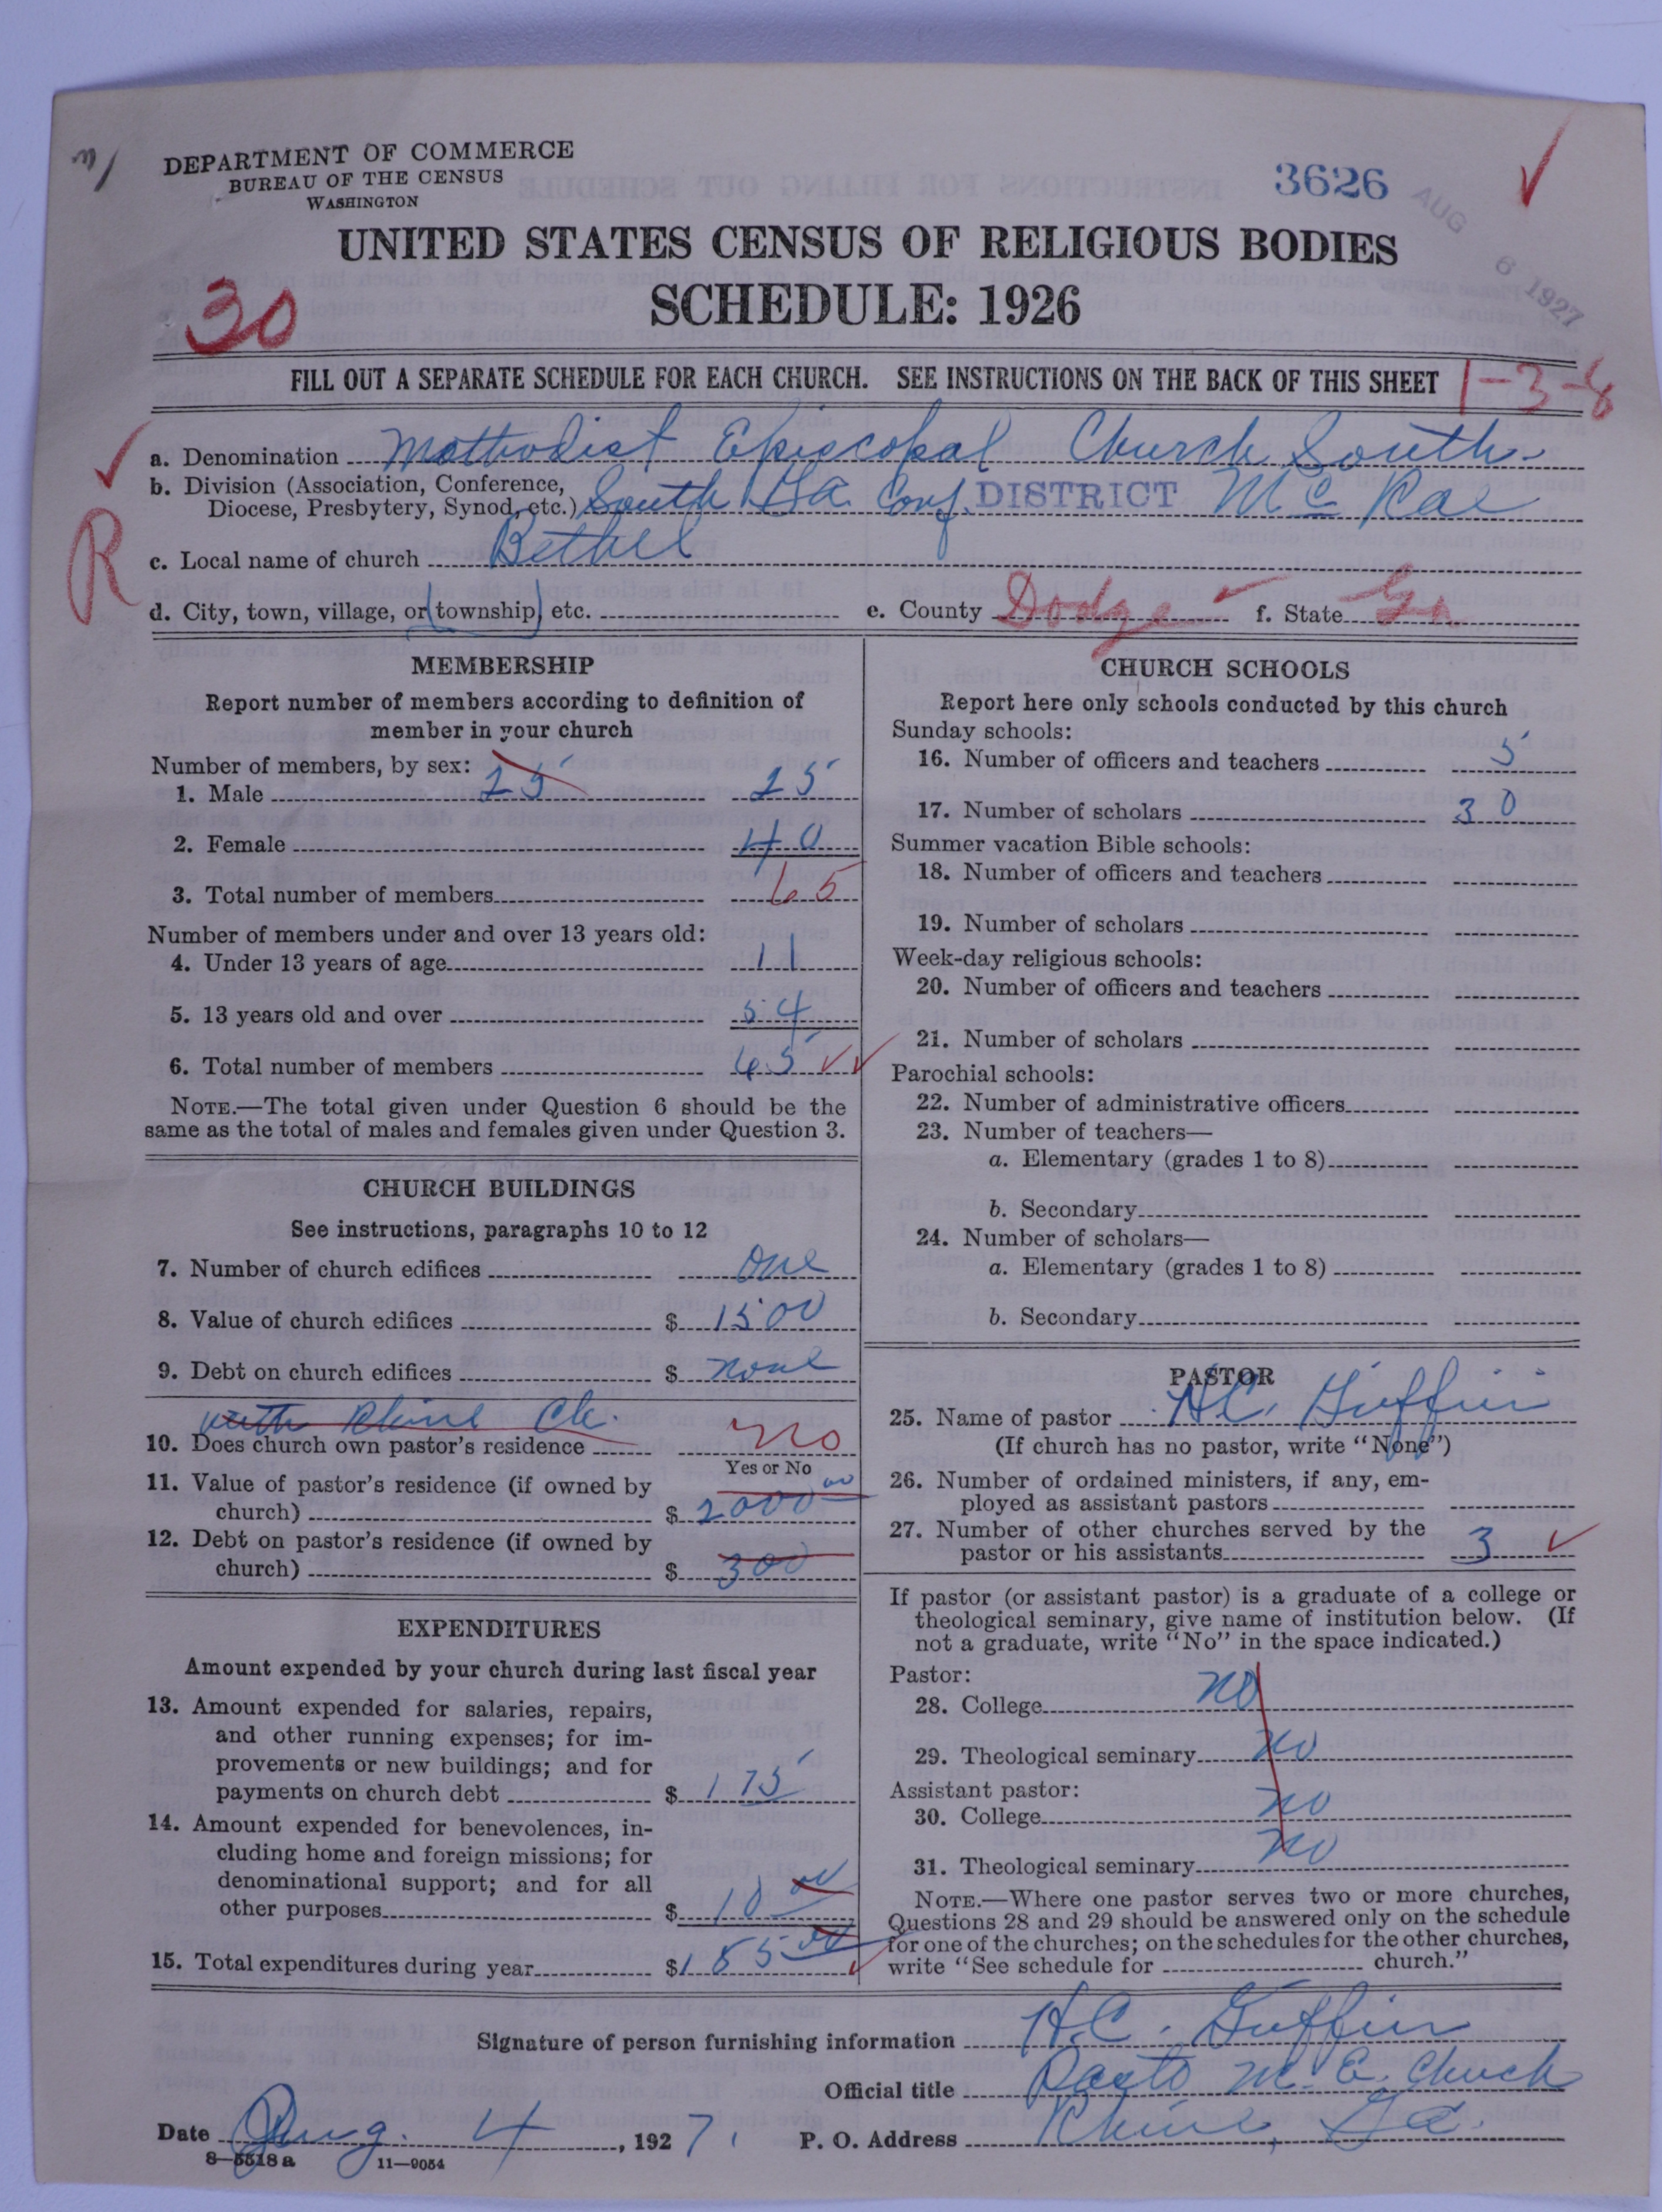 DEPARTMENT OF COMMERCE
BUREAU OF THE CENSUS
WASHINGTON
3626
AUG 6 1927
UNITED STATES CENSUS OF RELIGIOUS BODIES
30
SCHEDULE: 1926
FILL OUT A SEPARATE SCHEDULE FOR EACH CHURCH. SEE INSTRUCTIONS ON THE BACK OF THIS SHEET
1-3-8
a. Denomination Methodist Episcopal Church South
b. Division (Association, Conference,
Diocese, Presbytery, Synod, etc.) South Ga. Conf. DISTRICT McRae
R
c. Local name of church Bethel
d. City, town, village, or township, etc. e. County Dodge f. State Ga
MEMBERSHIP
Report number of members according to definition of
member in your church
Number of members, by sex:
1. Male 25 25
2. Female 40
3. Total number of members 65
Number of members under and over 13 years old:
4. Under 13 years of age 11
5. 13 years old and over 54
6. Total number of members 65
NOTE.—The total given under Question 6 should be the
same as the total of males and females given under Question 3.
CHURCH BUILDINGS
See instructions, paragraphs 10 to 12
7. Number of church edifices One
8. Value of church edifices $ 1500
9. Debt on church edifices $ none
with Rhine Ch.
10. Does church own pastor's residence No
Yes or No
11. Value of pastor's residence (if owned by
church) $ 2000 00
12. Debt on pastor's residence (if owned by
church) $ 300
EXPENDITURES
Amount expended by your church during last fiscal year
13. Amount expended for salaries, repairs,
and other running expenses; for im-
provements or new buildings; and for
payments on church debt $ 175
14. Amount expended for benevolences, in-
cluding home and foreign missions; for
denominational support; and for all
other purposes $ 10 00
15. Total expenditures during year $ 185 00
CHURCH SCHOOLS
Report here only schools conducted by this church
Sunday schools:
16. Number of officers and teachers 5
17. Number of scholars 30
Summer vacation Bible schools:
18. Number of officers and teachers
19. Number of scholars
Week-day religious schools:
20. Number of officers and teachers
21. Number of scholars
Parochial schools:
22. Number of administrative officers
23. Number of teachers—
a. Elementary (grades 1 to 8)
b. Secondary
24. Number of scholars—
a. Elementary (grades 1 to 8)
b. Secondary
PASTOR
25. Name of pastor H.C. Griffin
(If church has no pastor, write "None")
26. Number of ordained ministers, if any, em-
ployed as assistant pastors
27. Number of other churches served by the
pastor or his assistants 3
If pastor (or assistant pastor) is a graduate of a college or
theological seminary, give name of institution below. (If
not a graduate, write "No" in the space indicated.)
Pastor:
28. College no
29. Theological seminary no
Assistant pastor:
30. College no
31. Theological seminary no
NOTE.—Where one pastor serves two or more churches,
Questions 28 and 29 should be answered only on the schedule
for one of the churches; on the schedules for the other churches,
write "See schedule for church."
Signature of person furnishing information H.C. Griffin
Official title Pasto M. E. Church
Date Aug. 4, 1927. P. O. Address Rhine, Ga.
8—5518a 11—9054